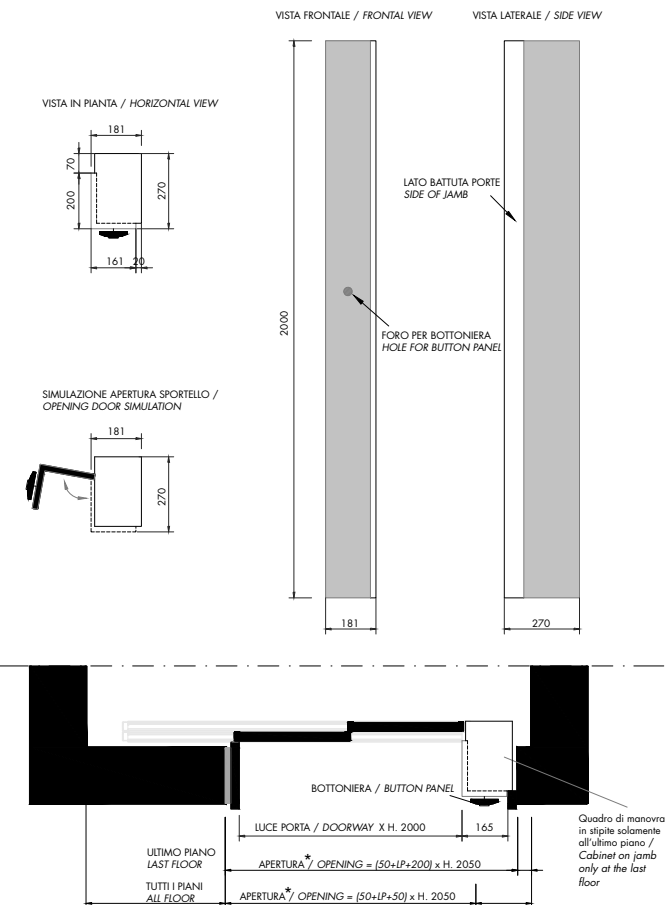 VISTA FRONTALE / FRONTAL VIEW
VISTA LATERALE / SIDE VIEW
VISTA IN PIANTA / HORIZONTAL VIEW
181
70
200
270
161 20
LATO BATTUTA PORTE
SIDE OF JAMB
2000
FORO PER BOTTONIERA
HOLE FOR BUTTON PANEL
SIMULAZIONE APERTURA SPORTELLO /
OPENING DOOR SIMULATION
181
270
181
270
BOTTONIERA / BUTTON PANEL
LUCE PORTA / DOORWAY X H. 2000
165
Quadro di manovra
in stipite solamente
all'ultimo piano /
Cabinet on jamb
only at the last
floor
ULTIMO PIANO
LAST FLOOR
APERTURA* / OPENING = (50+LP+200) x H. 2050
TUTTI I PIANI
ALL FLOOR
APERTURA* / OPENING = (50+LP+50) x H. 2050